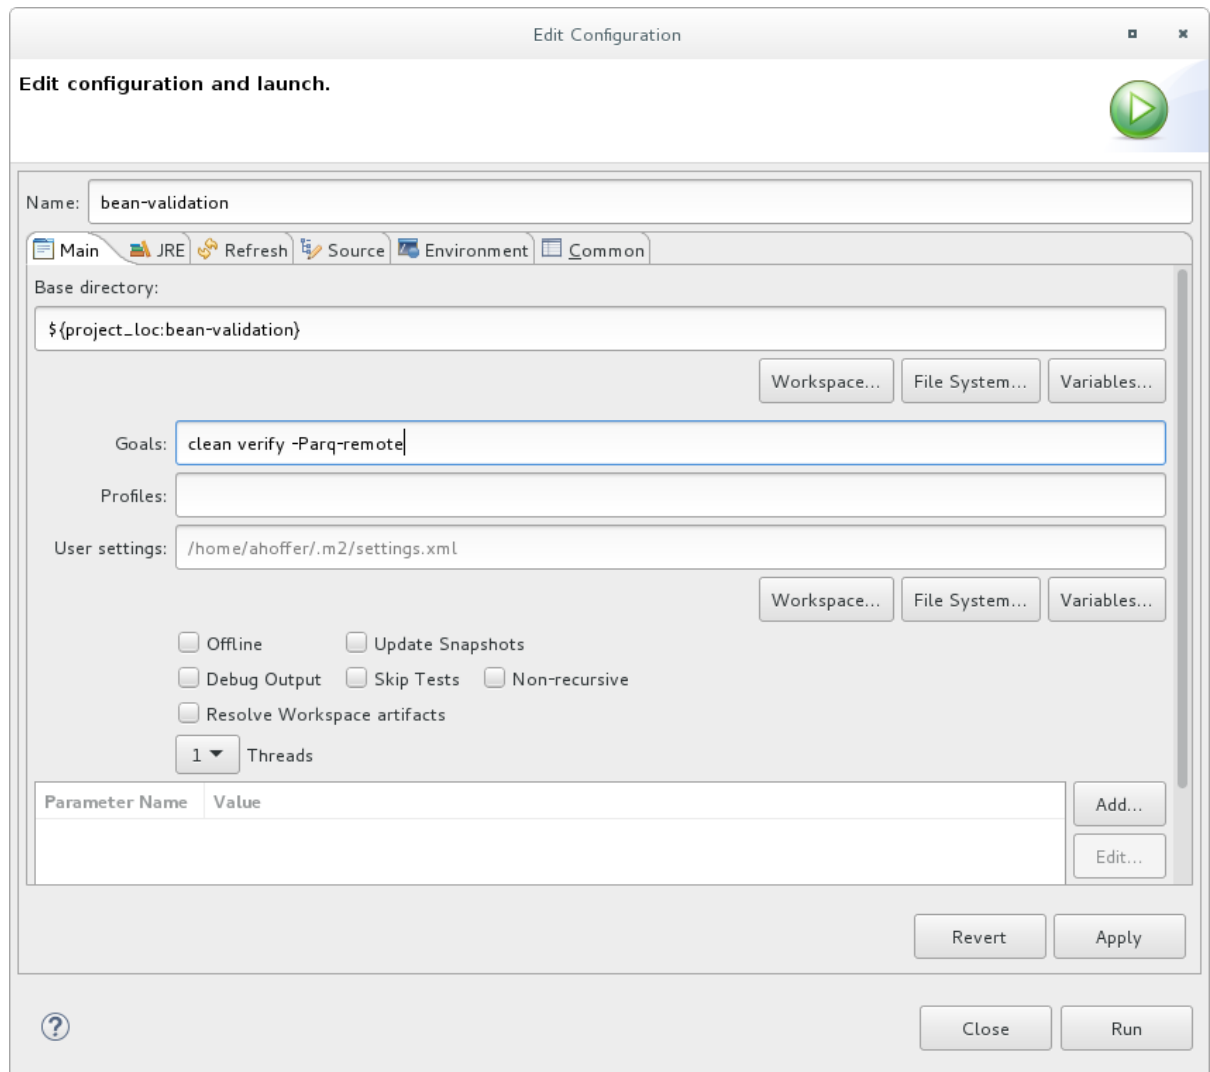 Edit Configuration
Edit configuration and launch.
Name: bean-validation
Main JRE Refresh Source Environment Common
Base directory:
${project_loc:bean-validation}
Workspace... File System... Variables...
Goals: clean verify -Parq-remote
Profiles:
User settings: /home/ahoffer/.m2/settings.xml
Workspace... File System... Variables...
Offline Update Snapshots
Debug Output Skip Tests Non-recursive
Resolve Workspace artifacts
1 Threads
Parameter Name Value Add...
Edit...
Revert Apply
? Close Run